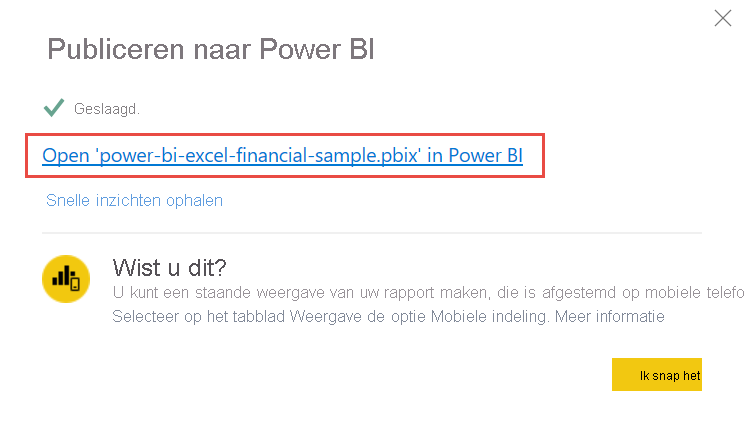 Publiceren naar Power BI
Geslaagd.
Open 'power-bi-excel-financial-sample.pbix' in Power BI
Snelle inzichten ophalen
Wist u dit?
U kunt een staande weergave van uw rapport maken, die is afgestemd op mobiele telefo
Selecteer op het tabblad Weergave de optie Mobiele indeling. Meer informatie
Ik snap het